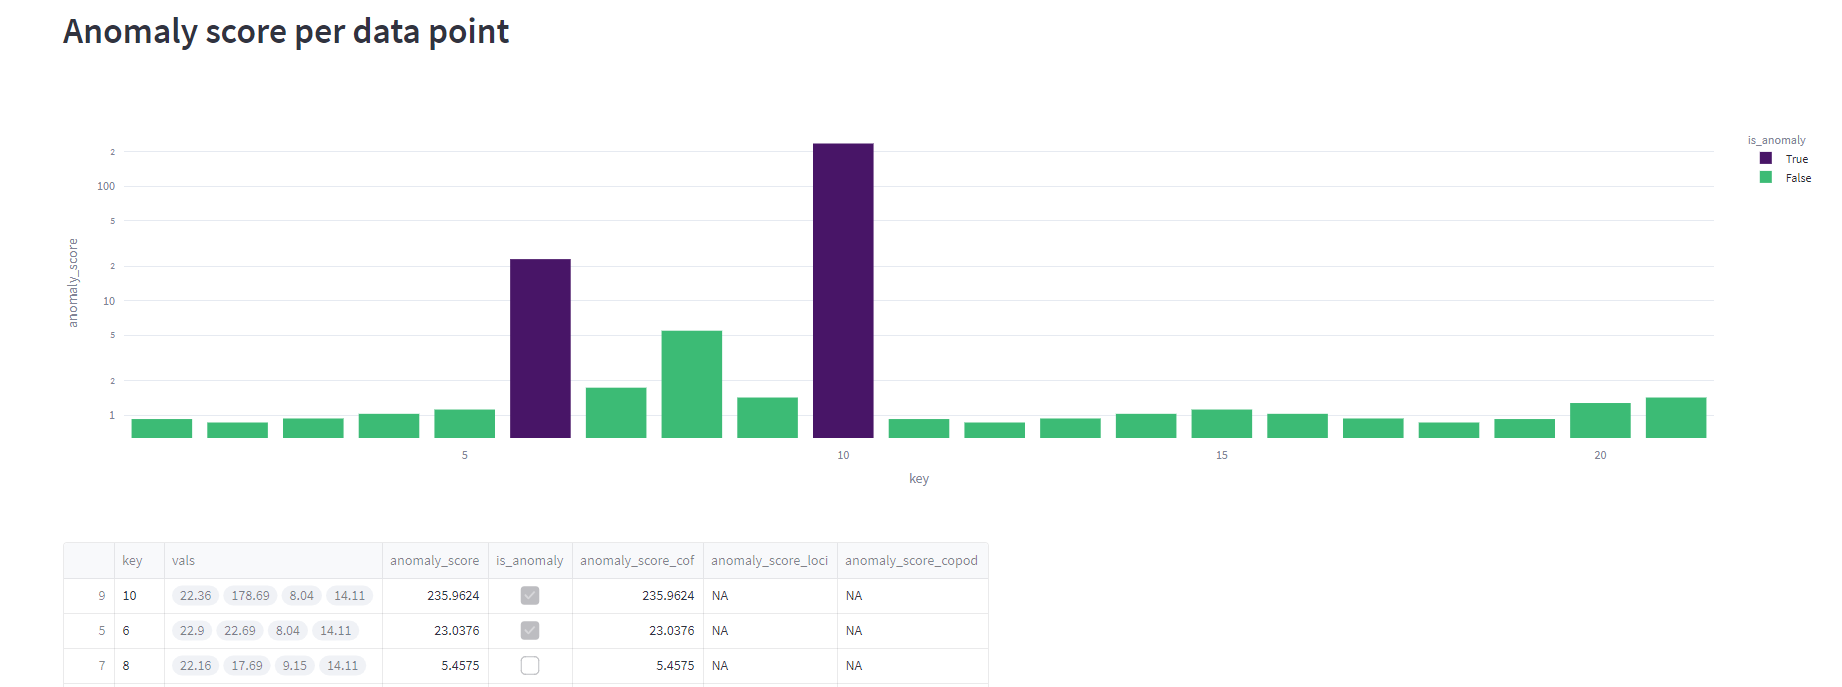 Anomaly score per data point
is_anomaly
True
False
anomaly_score
2
100
5
2
10
5
2
1
5 10 15 20
key
key vals anomaly_score is_anomaly anomaly_score_cof anomaly_score_loci anomaly_score_copod
9 10 22.36 178.69 8.04 14.11 235.9624 235.9624 NA NA
5 6 22.9 22.69 8.04 14.11 23.0376 23.0376 NA NA
7 8 22.16 17.69 9.15 14.11 5.4575 5.4575 NA NA